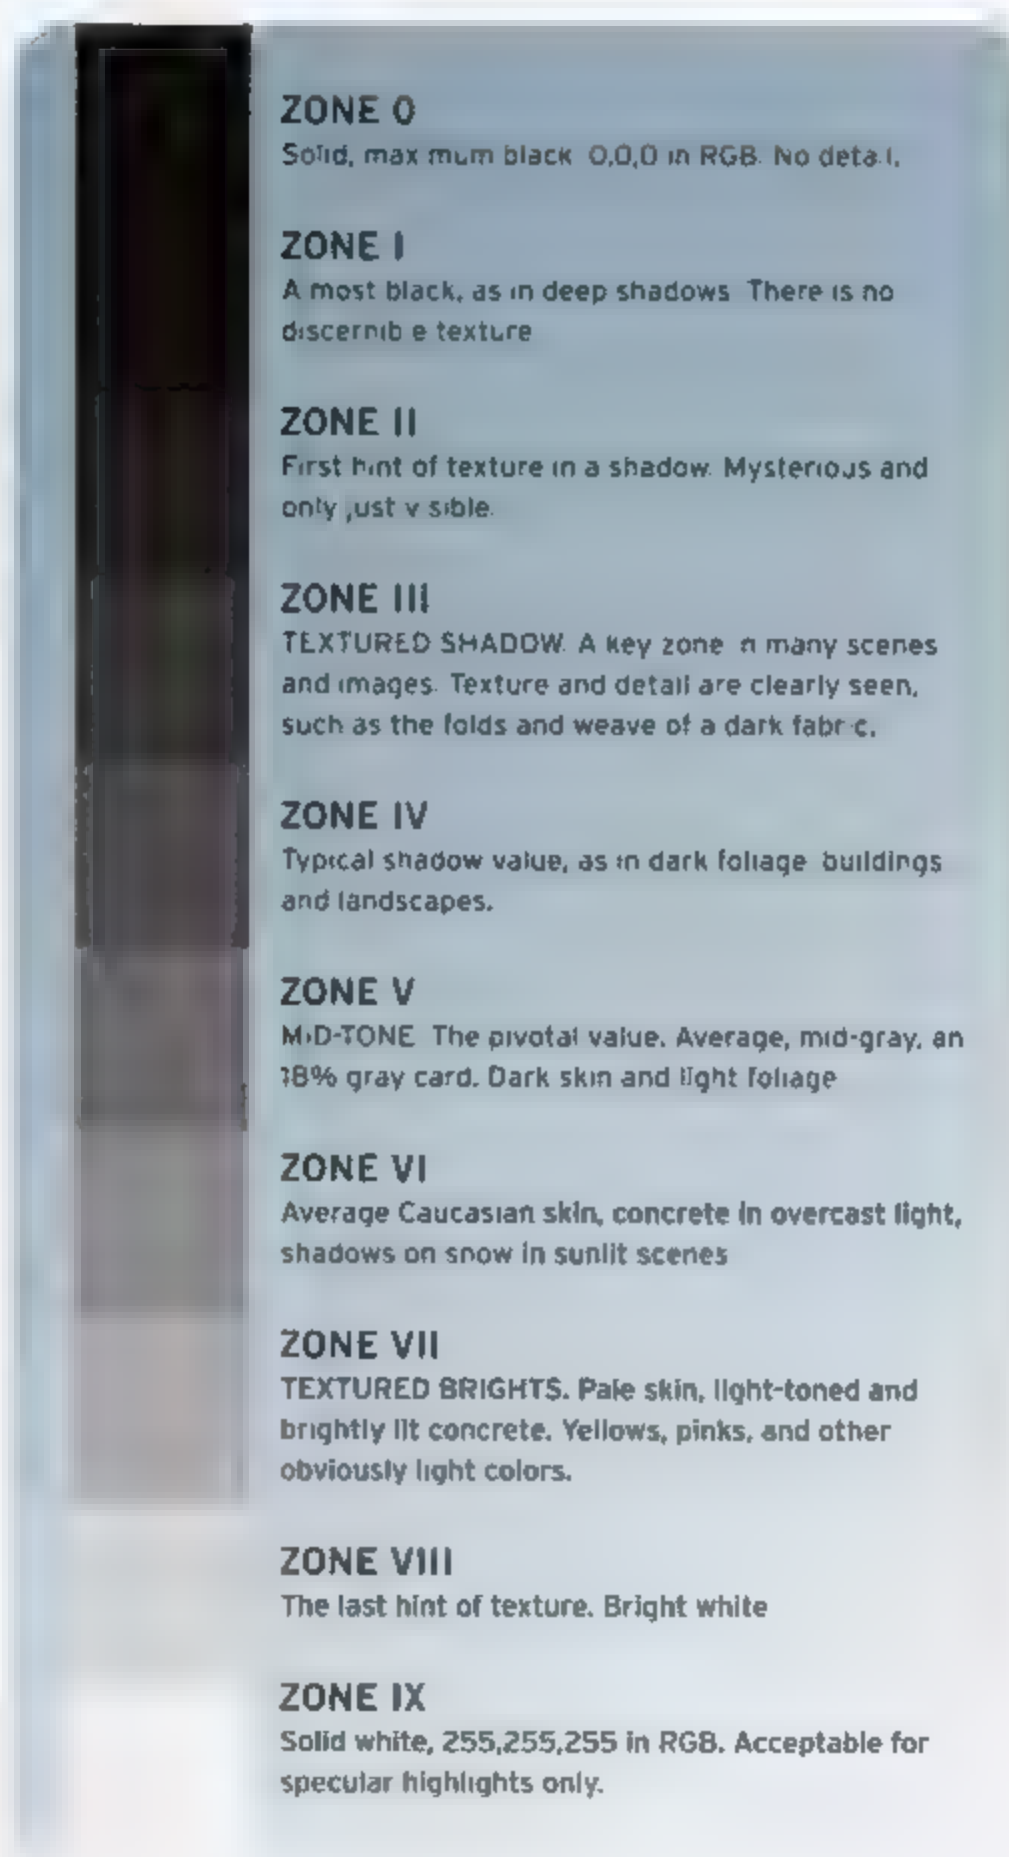 ZONE 0
Solid, maximum black 0,0,0 in RGB. No detail.
ZONE I
Almost black, as in deep shadows. There is no
discernible texture
ZONE II
First hint of texture in a shadow. Mysterious and
only just visible.
ZONE III
TEXTURED SHADOW. A key zone in many scenes
and images. Texture and detail are clearly seen,
such as the folds and weave of a dark fabric.
ZONE IV
Typical shadow value, as in dark foliage, buildings
and landscapes.
ZONE V
MID-TONE. The pivotal value. Average, mid-gray, an
18% gray card. Dark skin and light foliage
ZONE VI
Average Caucasian skin, concrete in overcast light,
shadows on snow in sunlit scenes
ZONE VII
TEXTURED BRIGHTS. Pale skin, light-toned and
brightly lit concrete. Yellows, pinks, and other
obviously light colors.
ZONE VIII
The last hint of texture. Bright white
ZONE IX
Solid white, 255,255,255 in RGB. Acceptable for
specular highlights only.